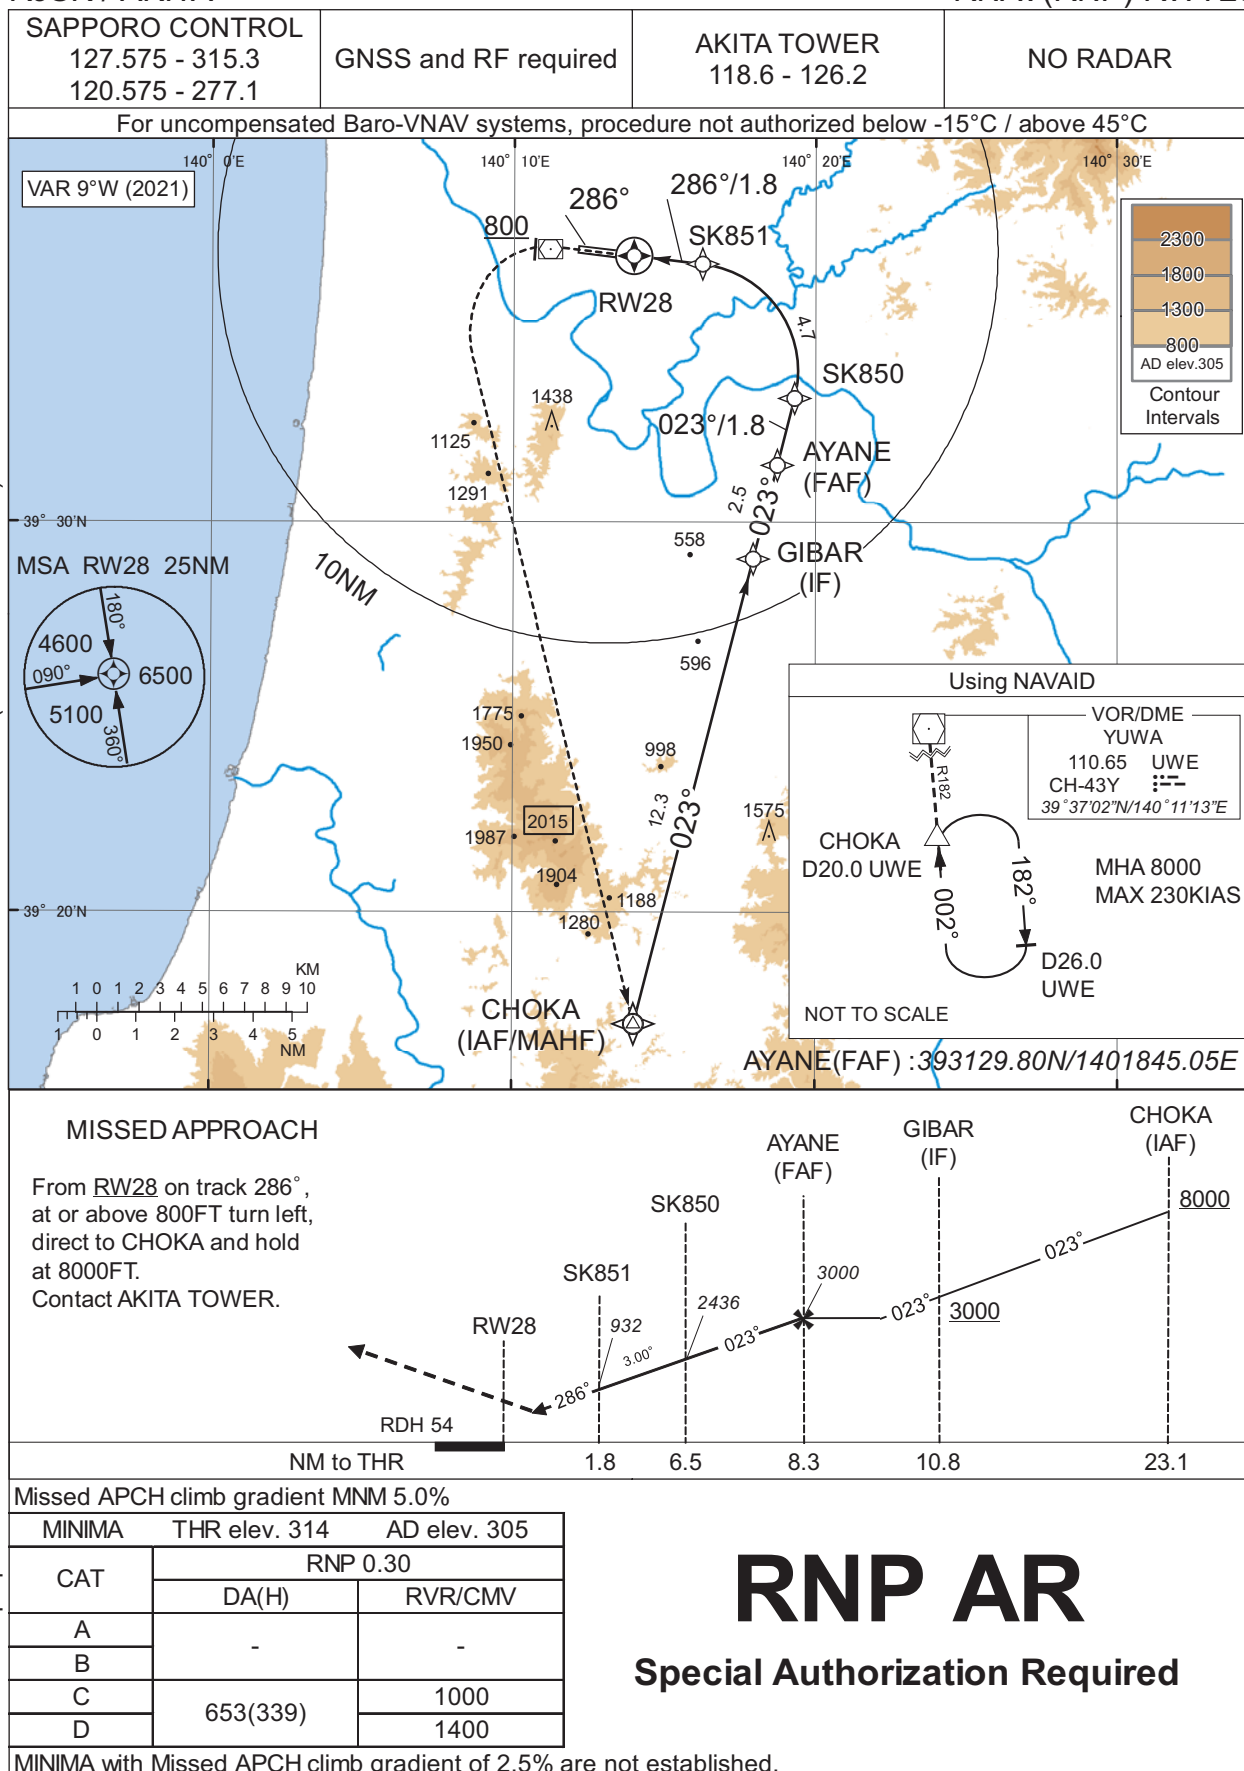 SAPPORO CONTROL
127.575 - 315.3
120.575 - 277.1
GNSS and RF required
AKITA TOWER
118.6 - 126.2
NO RADAR
For uncompensated Baro-VNAV systems, procedure not authorized below -15°C / above 45°C
140° 0'E
140° 10'E
140° 20'E
140° 30'E
VAR 9°W (2021)
286°
286°/1.8
800
SK851
RW28
4.7
SK850
023°/1.8
AYANE
(FAF)
2.5
023°
GIBAR
(IF)
2300
1800
1300
800
AD elev.305
Contour
Intervals
1438
1125
1291
558
596
39° 30'N
10NM
MSA RW28 25NM
180°
4600
090°
6500
5100
360°
1775
1950
998
12.3
023°
1575
2015
1987
1904
1188
1280
39° 20'N
KM
1 0 1 2 3 4 5 6 7 8 9 10
1 0 1 2 3 4 5
NM
CHOKA
(IAF/MAHF)
Using NAVAID
VOR/DME
YUWA
110.65 UWE
CH-43Y
39°37'02"N/140°11'13"E
R182
CHOKA
D20.0 UWE
182°
002°
MHA 8000
MAX 230KIAS
D26.0
UWE
NOT TO SCALE
AYANE(FAF) :393129.80N/1401845.05E
MISSED APPROACH
From RW28 on track 286°,
at or above 800FT turn left,
direct to CHOKA and hold
at 8000FT.
Contact AKITA TOWER.
CHOKA
(IAF)
GIBAR
(IF)
AYANE
(FAF)
SK850
SK851
RW28
8000
023°
3000
023°
3000
2436
023°
932
3.00°
286°
RDH 54
NM to THR
1.8
6.5
8.3
10.8
23.1
Missed APCH climb gradient MNM 5.0%
MINIMA THR elev. 314 AD elev. 305
CAT
RNP 0.30
DA(H)
RVR/CMV
A
-
-
B
C
653(339)
1000
D
1400
RNP AR
Special Authorization Required
MINIMA with Missed APCH climb gradient of 2.5% are not established.